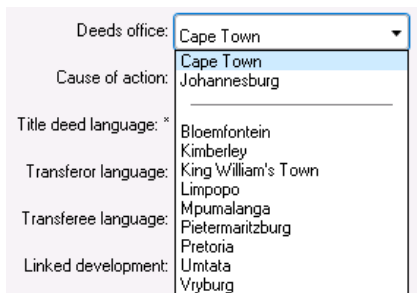 Deeds office: Cape Town
Cape Town
Cause of action: Johannesburg
Title deed language: *
Bloemfontein
Kimberley
Transferor language: King William's Town
Limpopo
Mpumalanga
Transferee language: Pietermaritzburg
Pretoria
Linked development: Umtata
Vryburg